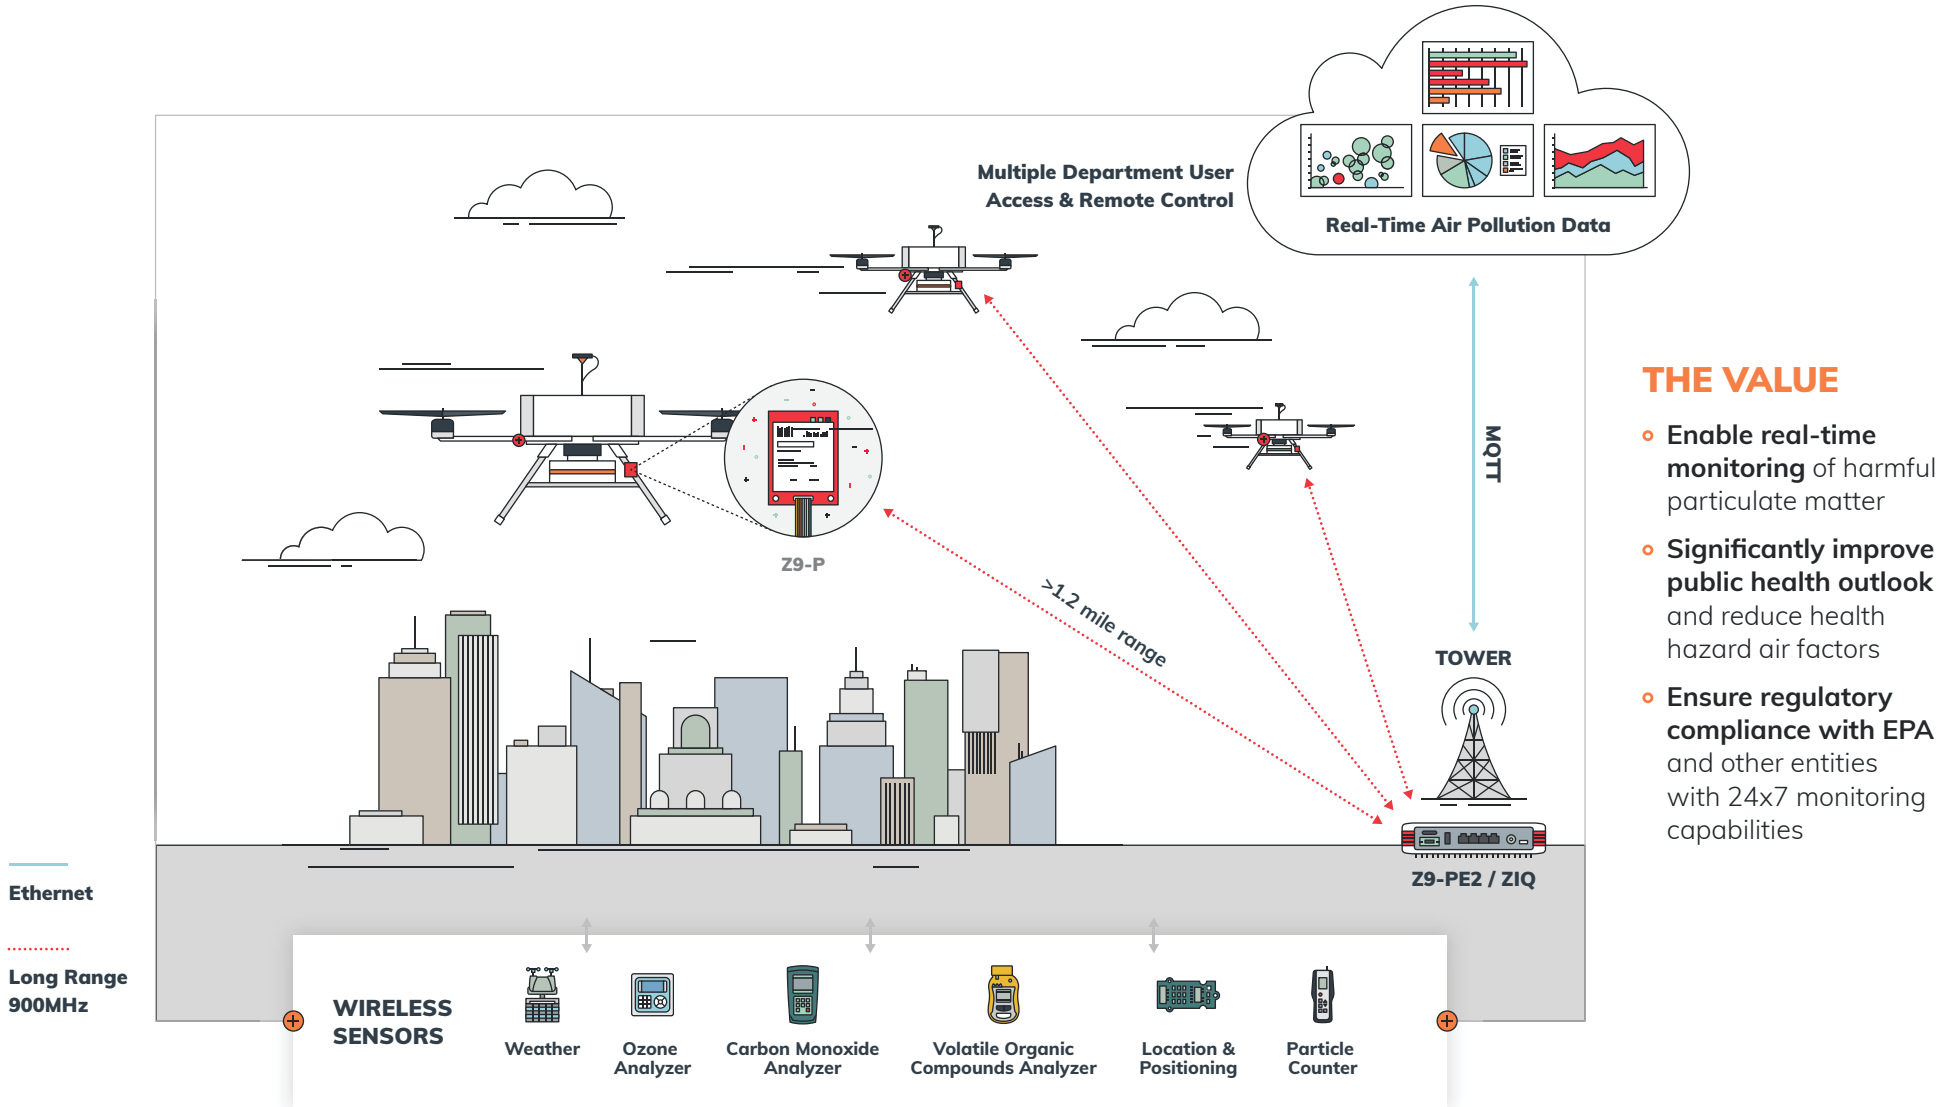 Multiple Department User
Access & Remote Control
Real-Time Air Pollution Data
MQTT
Z9-P
>1.2 mile range
TOWER
Z9-PE2 / ZIQ
THE VALUE
Enable real-time
monitoring of harmful
particulate matter
Significantly improve
public health outlook
and reduce health
hazard air factors
Ensure regulatory
compliance with EPA
and other entities
with 24x7 monitoring
capabilities
Ethernet
Long Range
900MHz
WIRELESS
SENSORS
Weather
Ozone
Analyzer
Carbon Monoxide
Analyzer
Volatile Organic
Compounds Analyzer
Location &
Positioning
Particle
Counter